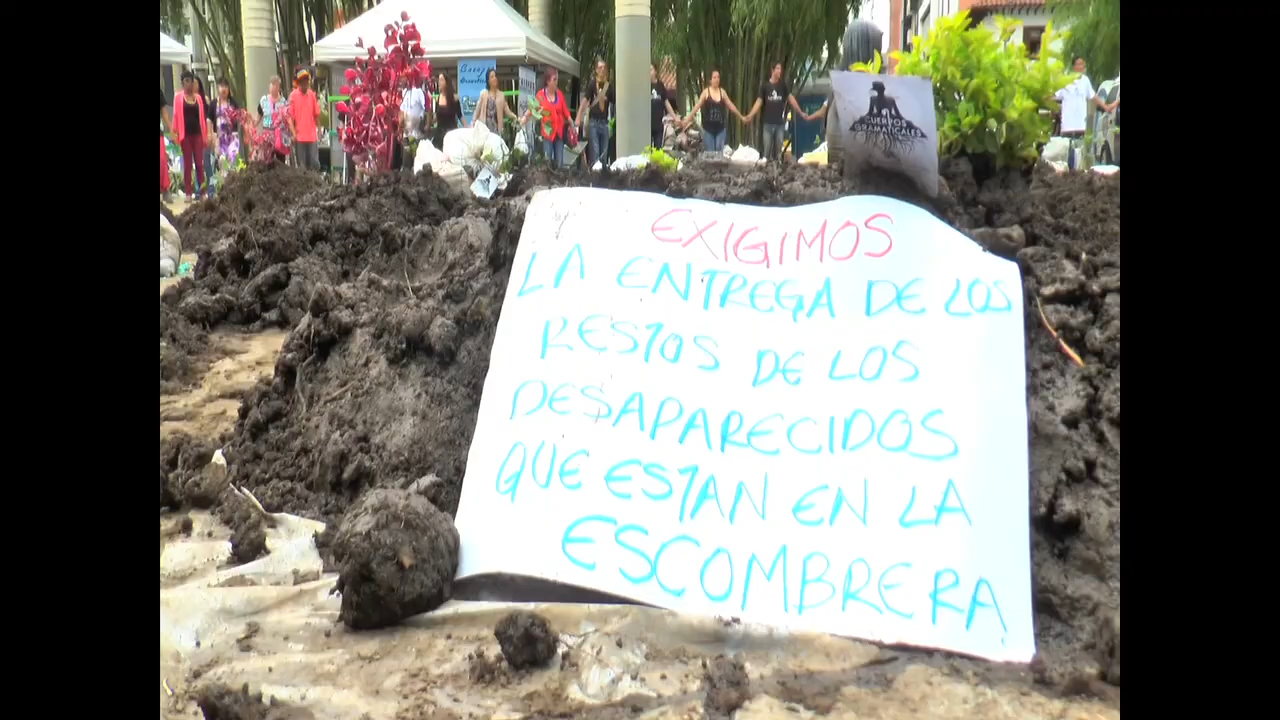 CUERPOS
GRAMATICALES
EXIGIMOS
LA ENTREGA DE LOS
RESTOS DE LOS
DESAPARECIDOS
QUE ESTAN EN LA
ESCOMBRERA